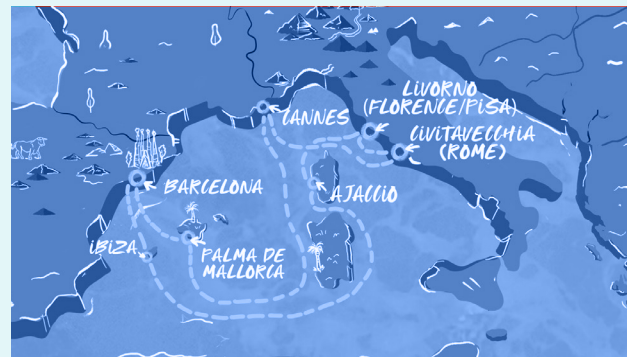 LIVORNO
(FLORENCE/PISA)
CANNES
CIVITAVECCHIA
(ROME)
BARCELONA
AJACCIO
IBIZA
PALMA DE
MALLORCA